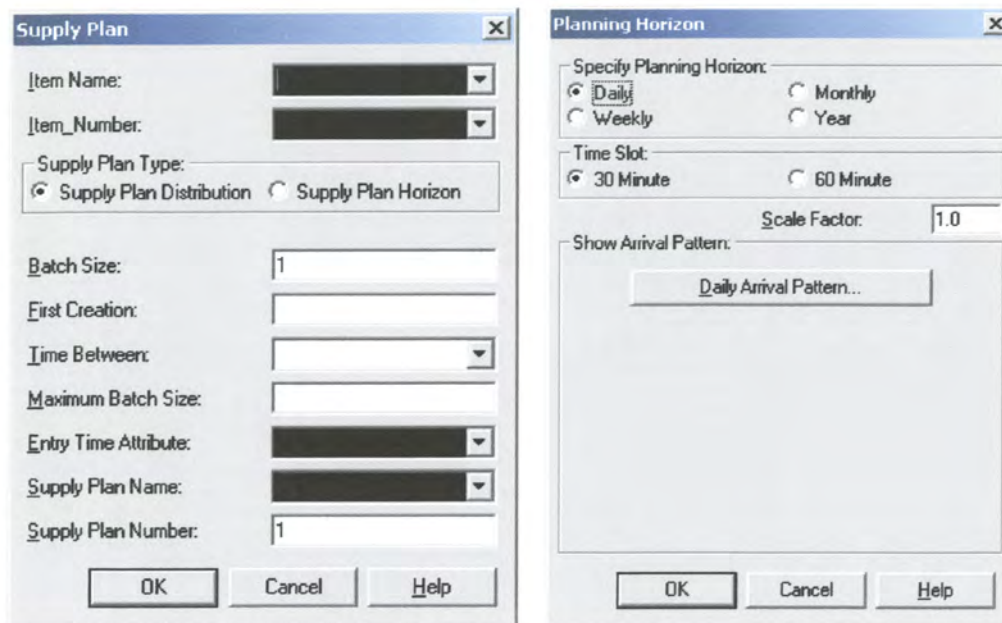 Supply Plan
Item Name:
Item_Number:
Supply Plan Type:
Supply Plan Distribution
Supply Plan Horizon
Batch Size:
1
First Creation:
Time Between:
Maximum Batch Size:
Entry Time Attribute:
Supply Plan Name:
Supply Plan Number:
1
OK
Cancel
Help
Planning Horizon
Specify Planning Horizon:
Daily
Monthly
Weekly
Year
Time Slot:
30 Minute
60 Minute
Scale Factor:
1.0
Show Arrival Pattern:
Daily Arrival Pattern...
OK
Cancel
Help